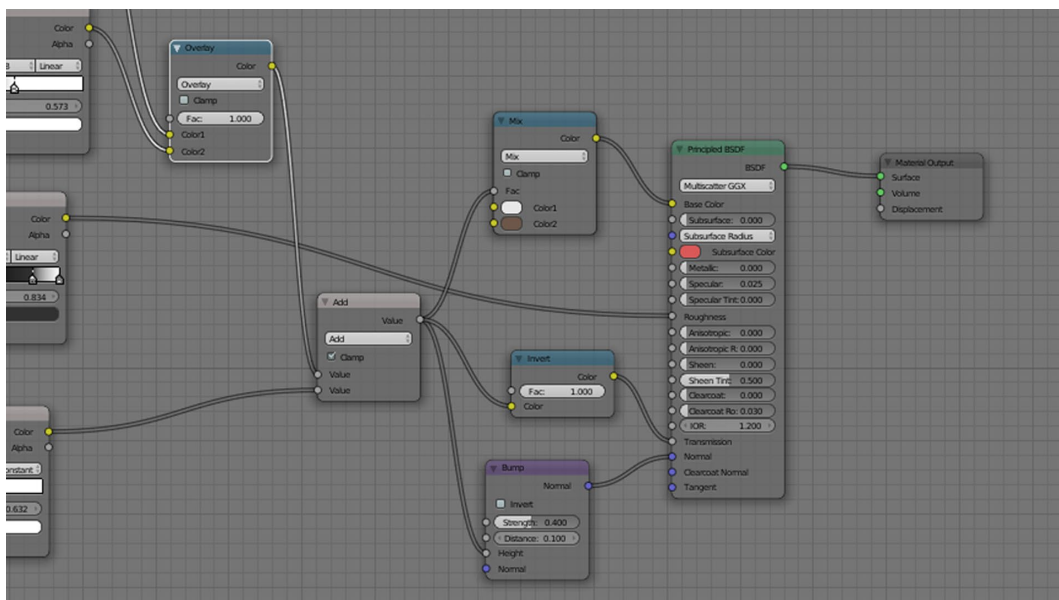 Color
Alpha
Linear
0.573
Overlay
Color
Overlay
Clamp
Fac: 1.000
Color1
Color2
Color
Alpha
Linear
0.834
Color
Alpha
0.632
Add
Value
Add
Clamp
Value
Value
Mix
Color
Mix
Clamp
Fac
Color1
Color2
Invert
Color
Fac: 1.000
Color
Bump
Normal
Invert
Strength: 0.400
Distance: 0.100
Height
Normal
Principled BSDF
BSDF
Multiscatter GGX
Base Color
Subsurface: 0.000
Subsurface Radius
Subsurface Color
Metallic: 0.000
Specular: 0.025
Specular Tint: 0.000
Roughness
Anisotropic: 0.000
Anisotropic R: 0.000
Sheen: 0.000
Sheen Tint: 0.500
Clearcoat: 0.000
Clearcoat Ro: 0.030
IOR: 1.200
Transmission
Normal
Clearcoat Normal
Tangent
Material Output
Surface
Volume
Displacement